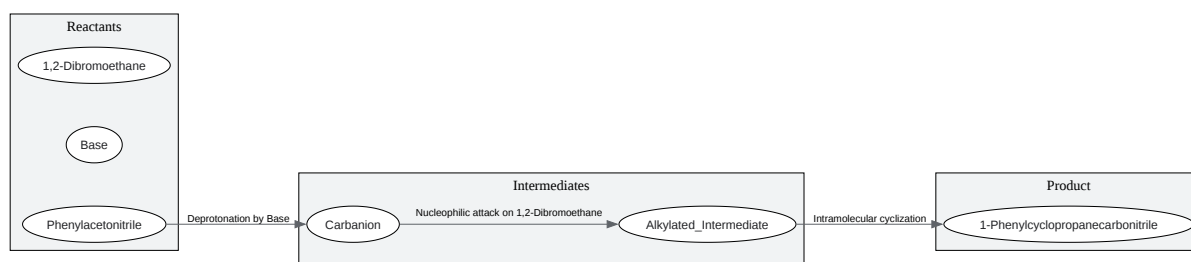 Reactants
1,2-Dibromoethane
Base
Phenylacetonitrile
Deprotonation by Base
Intermediates
Carbanion
Nucleophilic attack on 1,2-Dibromoethane
Alkylated_Intermediate
Intramolecular cyclization
Product
1-Phenylcyclopropanecarbonitrile